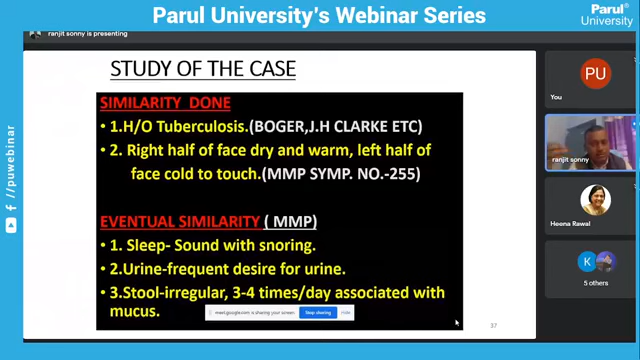 Parul University's Webinar Series
Parul®
University
ranjit sonny is presenting
STUDY OF THE CASE
SIMILARITY DONE
• 1.H/O Tuberculosis.(BOGER,J.H CLARKE ETC)
• 2. Right half of face dry and warm, left half of
face cold to touch.(MMP SYMP. NO.-255)
EVENTUAL SIMILARITY ( MMP)
• 1. Sleep- Sound with snoring.
• 2.Urine-frequent desire for urine.
• 3.Stool-irregular, 3-4 times/day associated with
mucus.
meet.google.com is sharing your screen. Stop sharing Hide
37
PU
You
ranjit sonny
Heena Rawal
K
5 others
/puwebinar